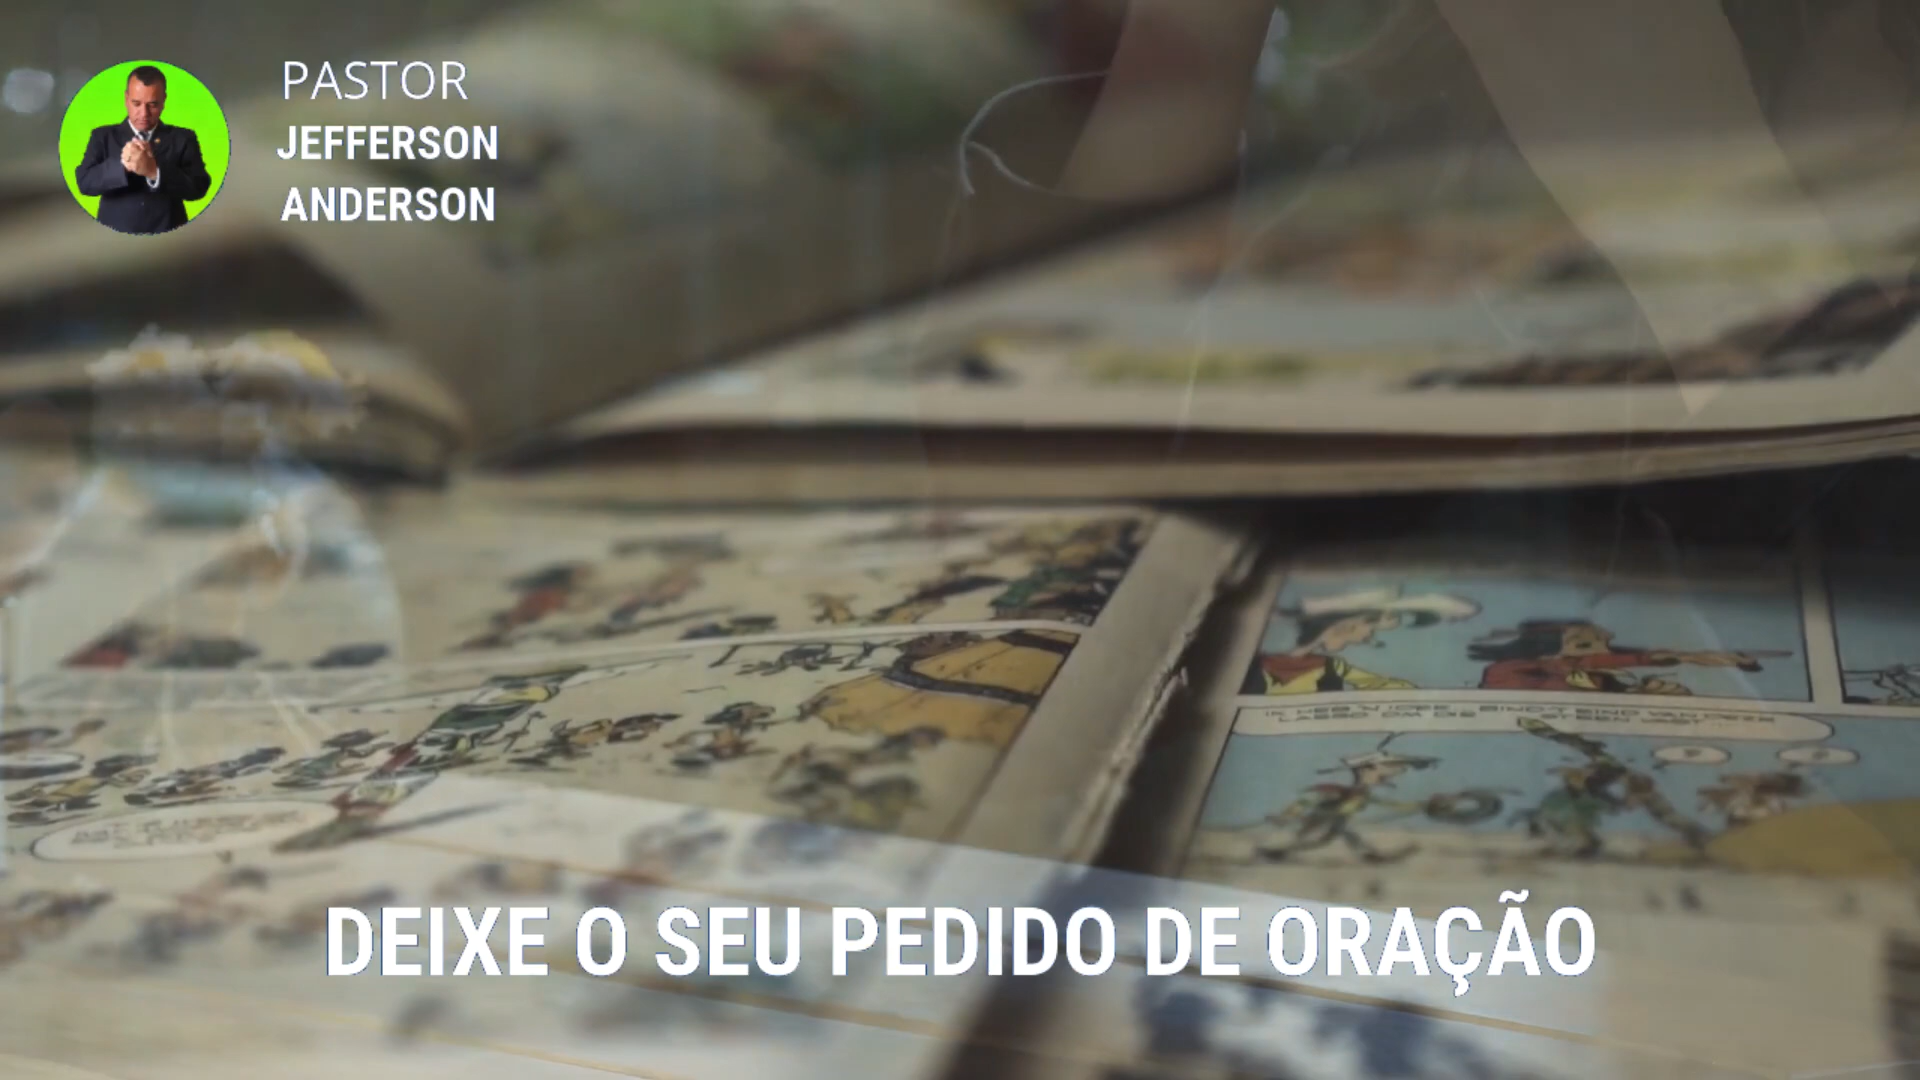 PASTOR
JEFFERSON
ANDERSON
DEIXE O SEU PEDIDO DE ORAÇÃO